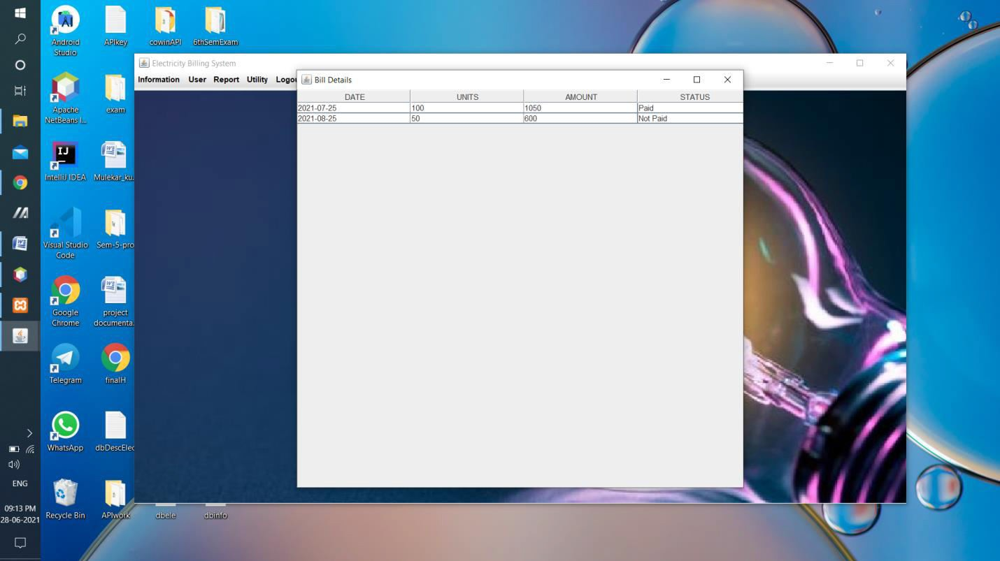 Android Studio
APIkey
cowinAPI
6thSemExam
Apache NetBeans I...
exam
IntelliJ IDEA
Mulekar_ku.
Visual Studio Code
Sem-5-pro
Google Chrome
project documenta.
Telegram
finalH
WhatsApp
dbDescElec
Recycle Bin
APIwork
dbele
dbinfo
Electricity Billing System
Information User Report Utility Logou
Bill Details
DATE UNITS AMOUNT STATUS
2021-07-25 100 1050 Paid
2021-08-25 50 600 Not Paid
ENG
09:13 PM
28-06-2021